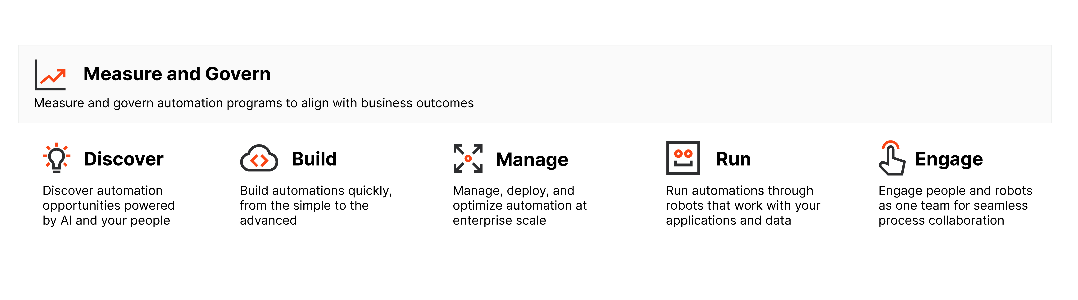 Measure and Govern
Measure and govern automation programs to align with business outcomes
Discover
Discover automation
opportunities powered
by AI and your people
Build
Build automations quickly,
from the simple to the
advanced
Manage
Manage, deploy, and
optimize automation at
enterprise scale
Run
Run automations through
robots that work with your
applications and data
Engage
Engage people and robots
as one team for seamless
process collaboration